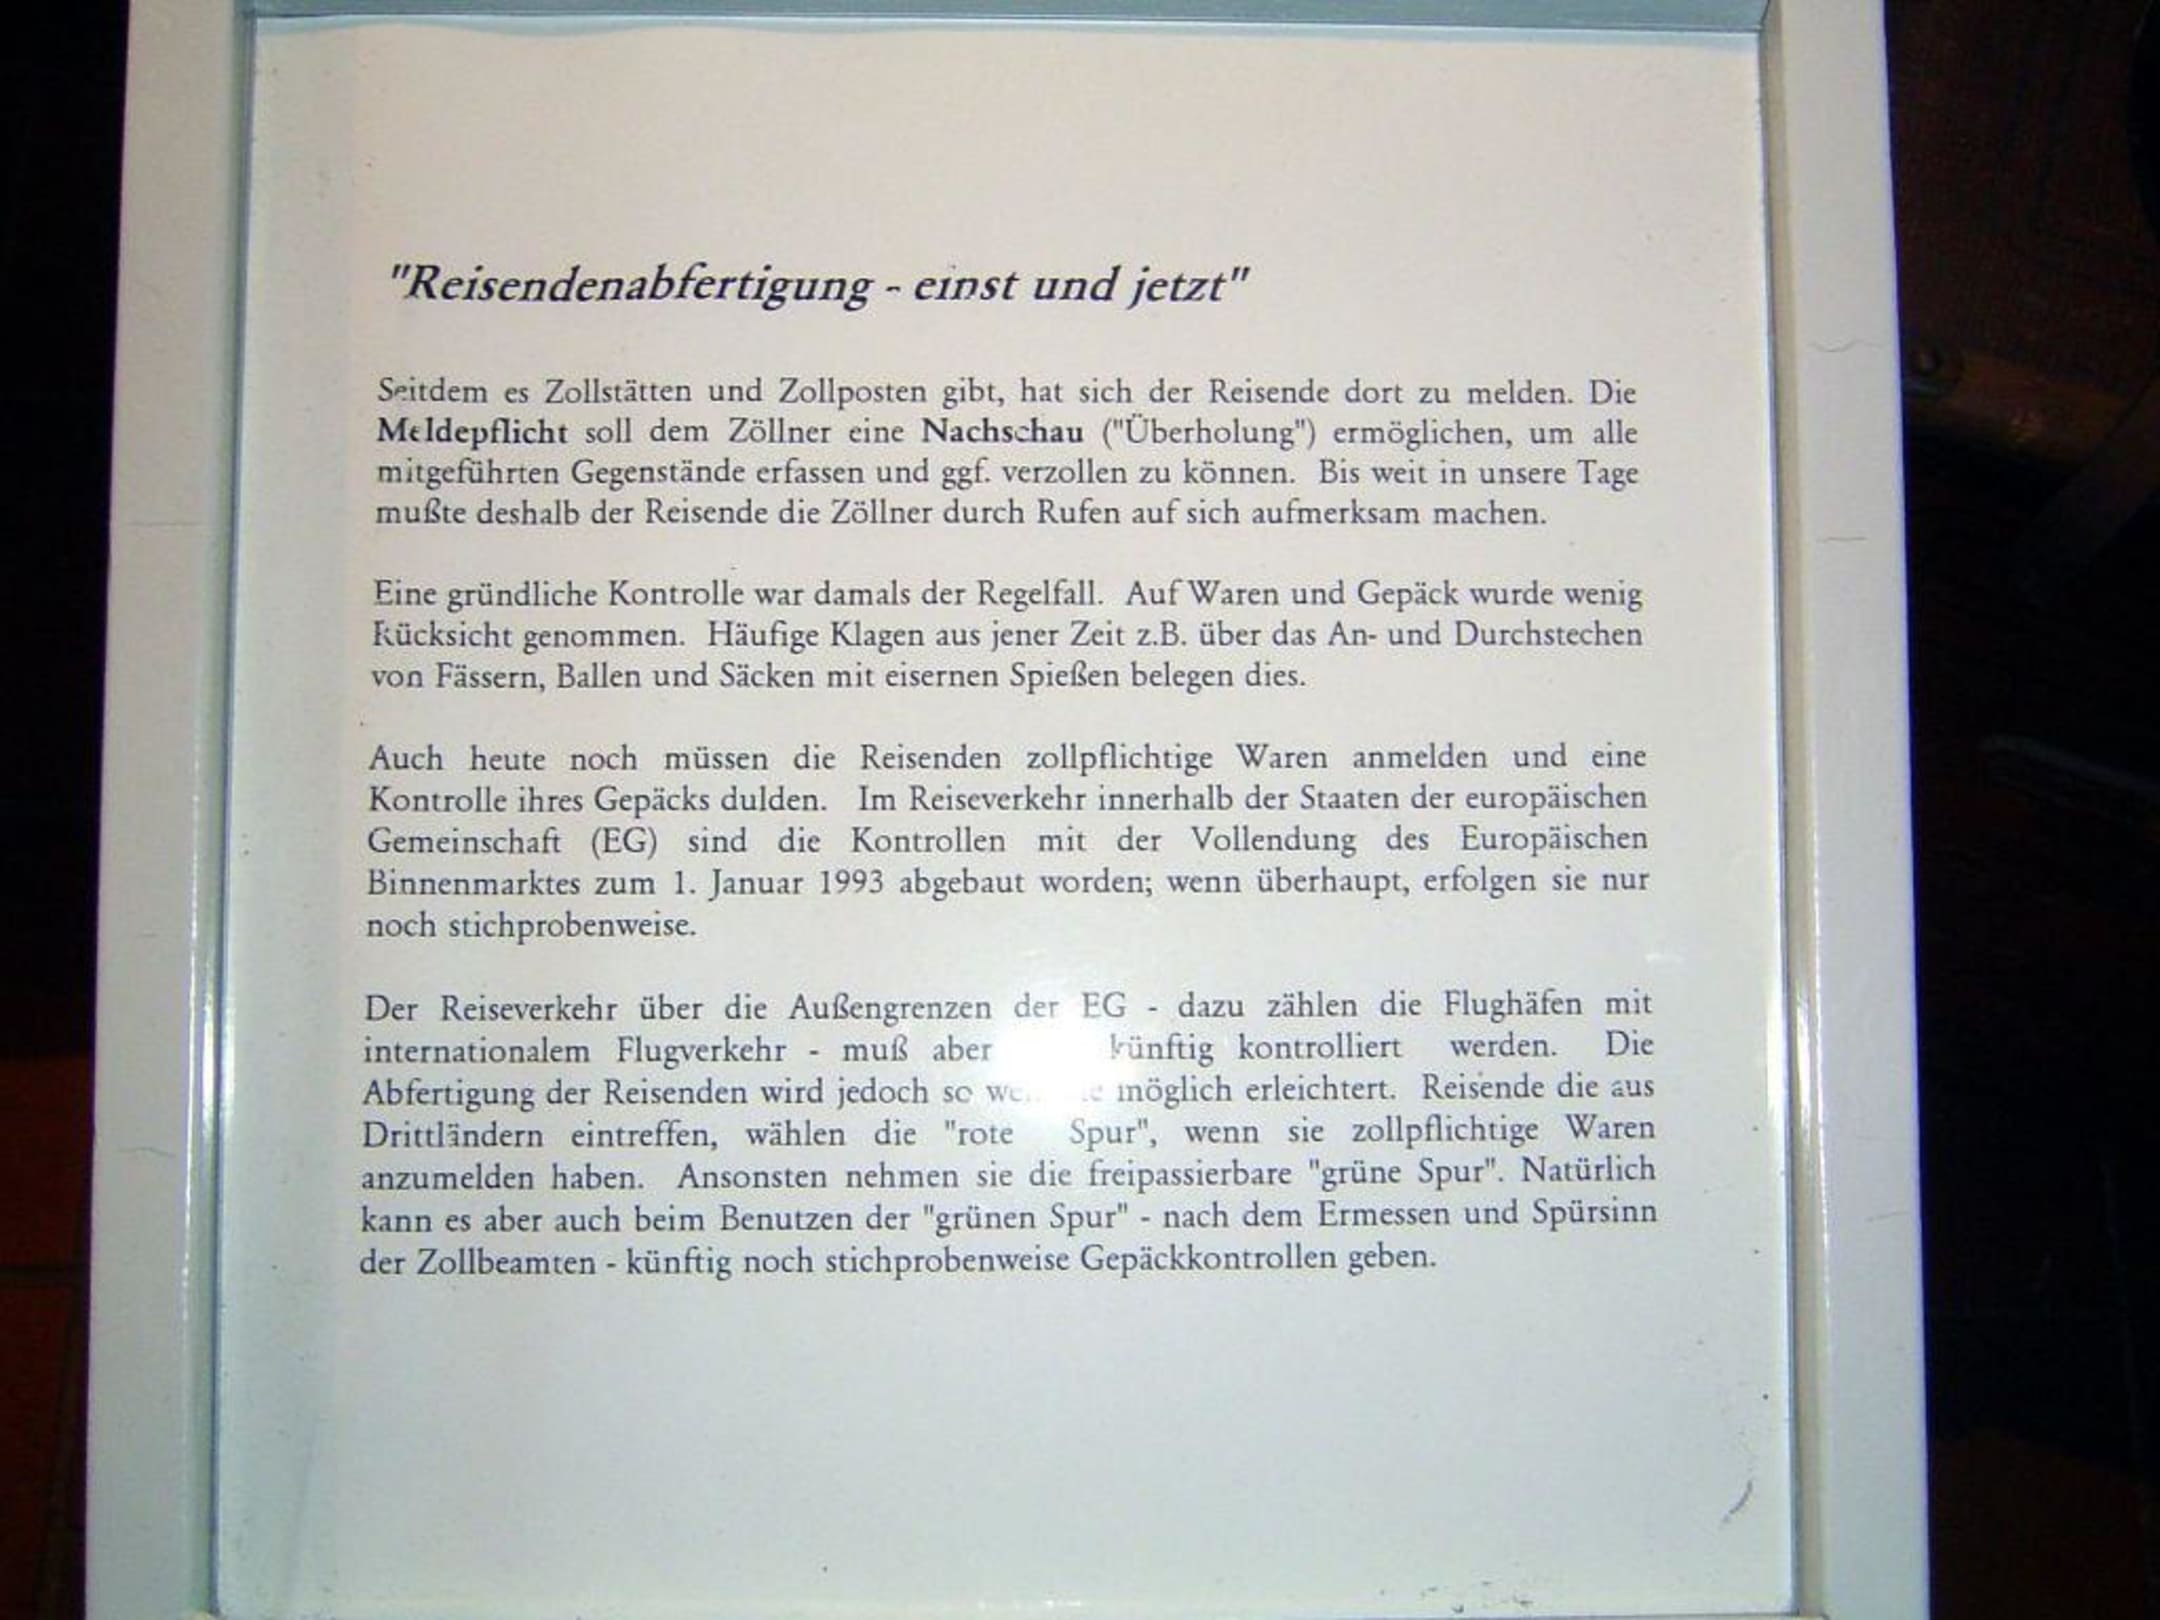 "Reisendenabfertigung - einst und jetzt"
Seitdem es Zollstätten und Zollposten gibt, hat sich der Reisende dort zu melden. Die
Meldepflicht soll dem Zöllner eine Nachschau ("Überholung") ermöglichen, um alle
mitgeführten Gegenstände erfassen und ggf. verzollen zu können. Bis weit in unsere Tage
mußte deshalb der Reisende die Zöllner durch Rufen auf sich aufmerksam machen.
Eine gründliche Kontrolle war damals der Regelfall. Auf Waren und Gepäck wurde wenig
Rücksicht genommen. Häufige Klagen aus jener Zeit z.B. über das An- und Durchstechen
von Fässern, Ballen und Säcken mit eisernen Spießen belegen dies.
Auch heute noch müssen die Reisenden zollpflichtige Waren anmelden und eine
Kontrolle ihres Gepäcks dulden. Im Reiseverkehr innerhalb der Staaten der europäischen
Gemeinschaft (EG) sind die Kontrollen mit der Vollendung des Europäischen
Binnenmarktes zum 1. Januar 1993 abgebaut worden; wenn überhaupt, erfolgen sie nur
noch stichprobenweise.
Der Reiseverkehr über die Außengrenzen der EG - dazu zählen die Flughäfen mit
internationalem Flugverkehr - muß aber künftig kontrolliert werden. Die
Abfertigung der Reisenden wird jedoch so möglich erleichtert. Reisende die aus
Drittländern eintreffen, wählen die "rote Spur", wenn sie zollpflichtige Waren
anzumelden haben. Ansonsten nehmen sie die freipassierbare "grüne Spur". Natürlich
kann es aber auch beim Benutzen der "grünen Spur" - nach dem Ermessen und Spürsinn
der Zollbeamten - künftig noch stichprobenweise Gepäckkontrollen geben.